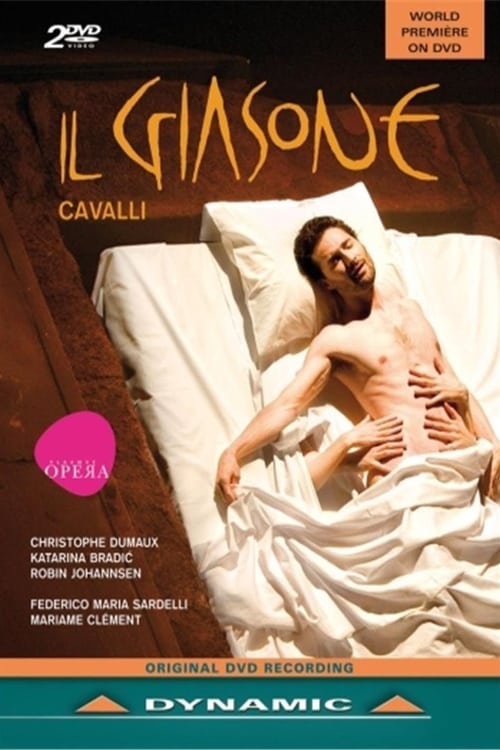 2DVD
VIDEO
WORLD
PREMIÈRE
ON DVD
IL GIASONE
CAVALLI
VLAAMSE
OPERA
CHRISTOPHE DUMAUX
KATARINA BRADIĆ
ROBIN JOHANNSEN
FEDERICO MARIA SARDELLI
MARIAME CLÉMENT
ORIGINAL DVD RECORDING
DYNAMIC